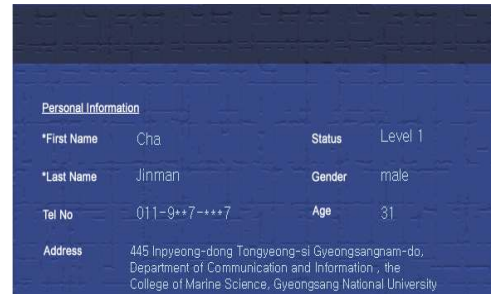 Personal Information
*First Name Cha Status Level 1
*Last Name Jinman Gender male
Tel No 011-9**7-***7 Age 31
Address 445 Inpyeong-dong Tongyeong-si Gyeongsangnam-do,
Department of Communication and Information , the
College of Marine Science, Gyeongsang National University